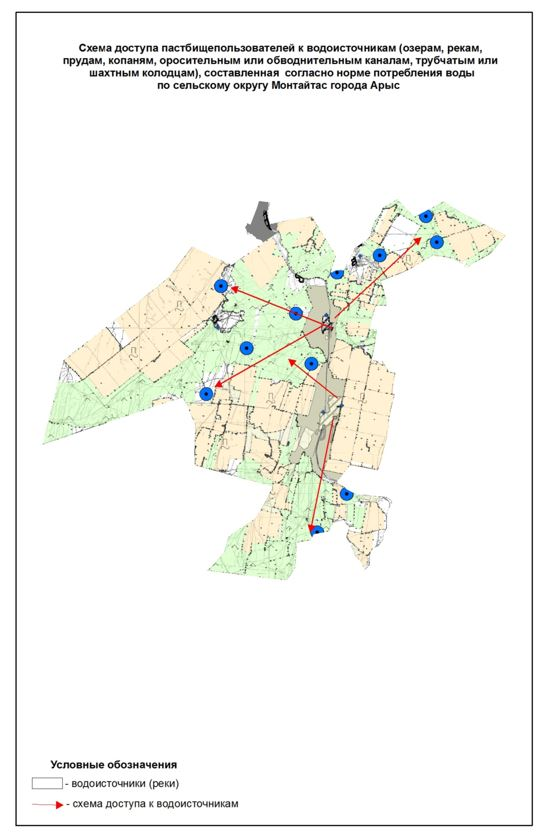 Схема доступа пастбищепользователей к водоисточникам (озерам, рекам,
прудам, копаням, оросительным или обводнительным каналам, трубчатым или
шахтным колодцам), составленная согласно норме потребления воды
по сельскому округу Монтайтас города Арыс
Условные обозначения
- водоисточники (реки)
- схема доступа к водоисточникам